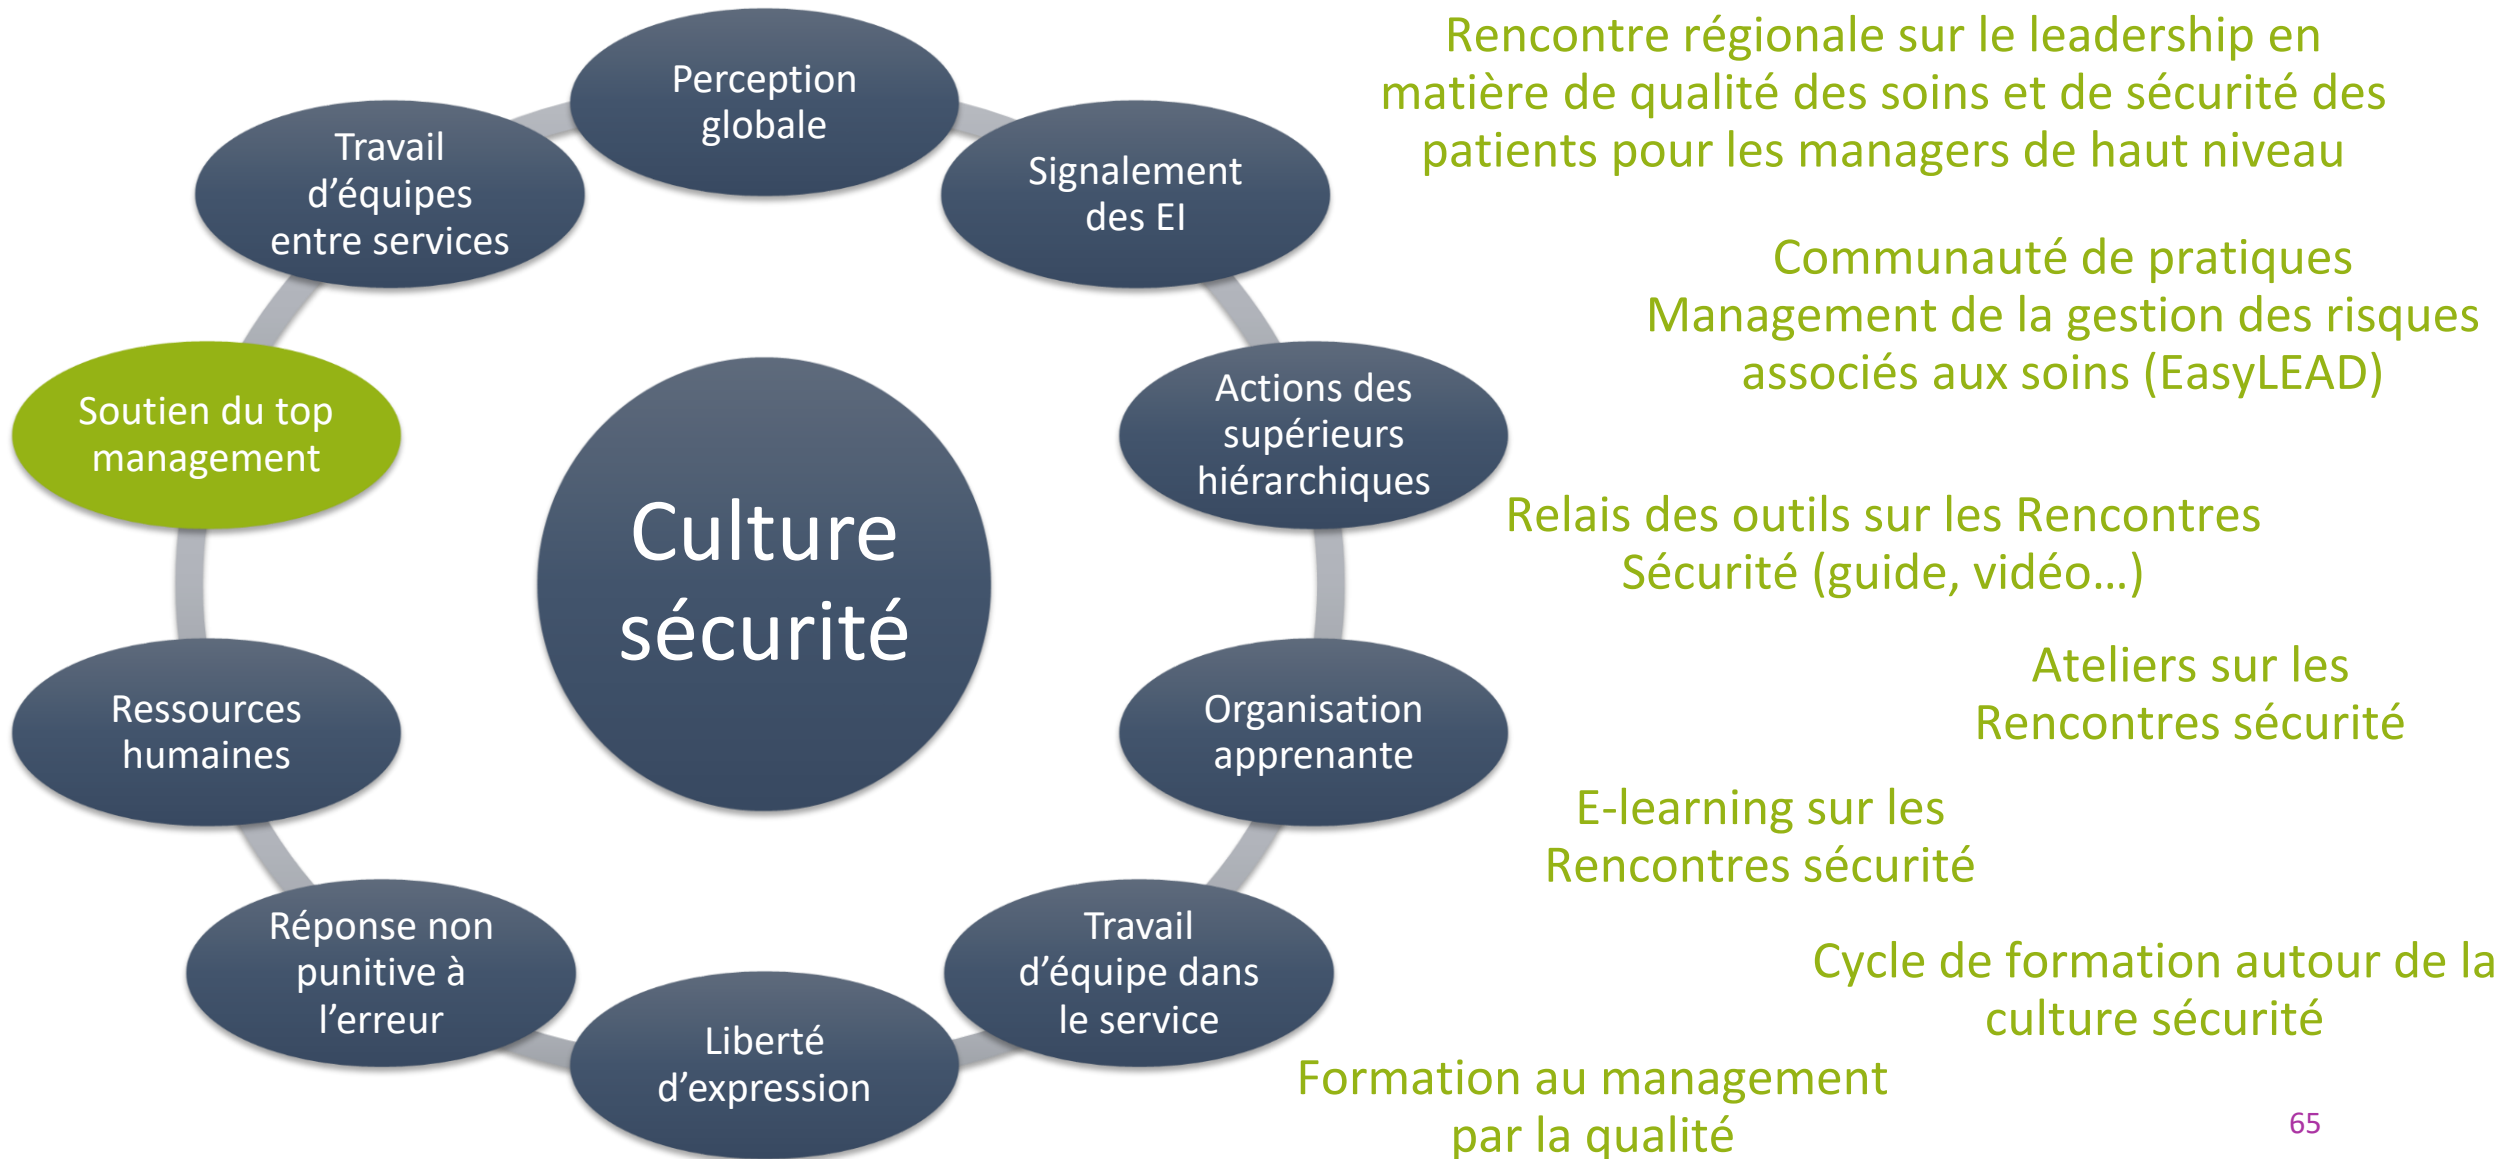 Perception
globale
Signalement
des EI
Actions des
supérieurs
hiérarchiques
Organisation
apprenante
Travail
d’équipe dans
le service
Liberté
d’expression
Réponse non
punitive à
l’erreur
Ressources
humaines
Soutien du top
management
Travail
d’équipes
entre services
Culture
sécurité
Rencontre régionale sur le leadership en
matière de qualité des soins et de sécurité des
patients pour les managers de haut niveau
Communauté de pratiques
Management de la gestion des risques
associés aux soins (EasyLEAD)
Relais des outils sur les Rencontres
Sécurité (guide, vidéo…)
Ateliers sur les
Rencontres sécurité
E-learning sur les
Rencontres sécurité
Cycle de formation autour de la
culture sécurité
Formation au management
par la qualité
65